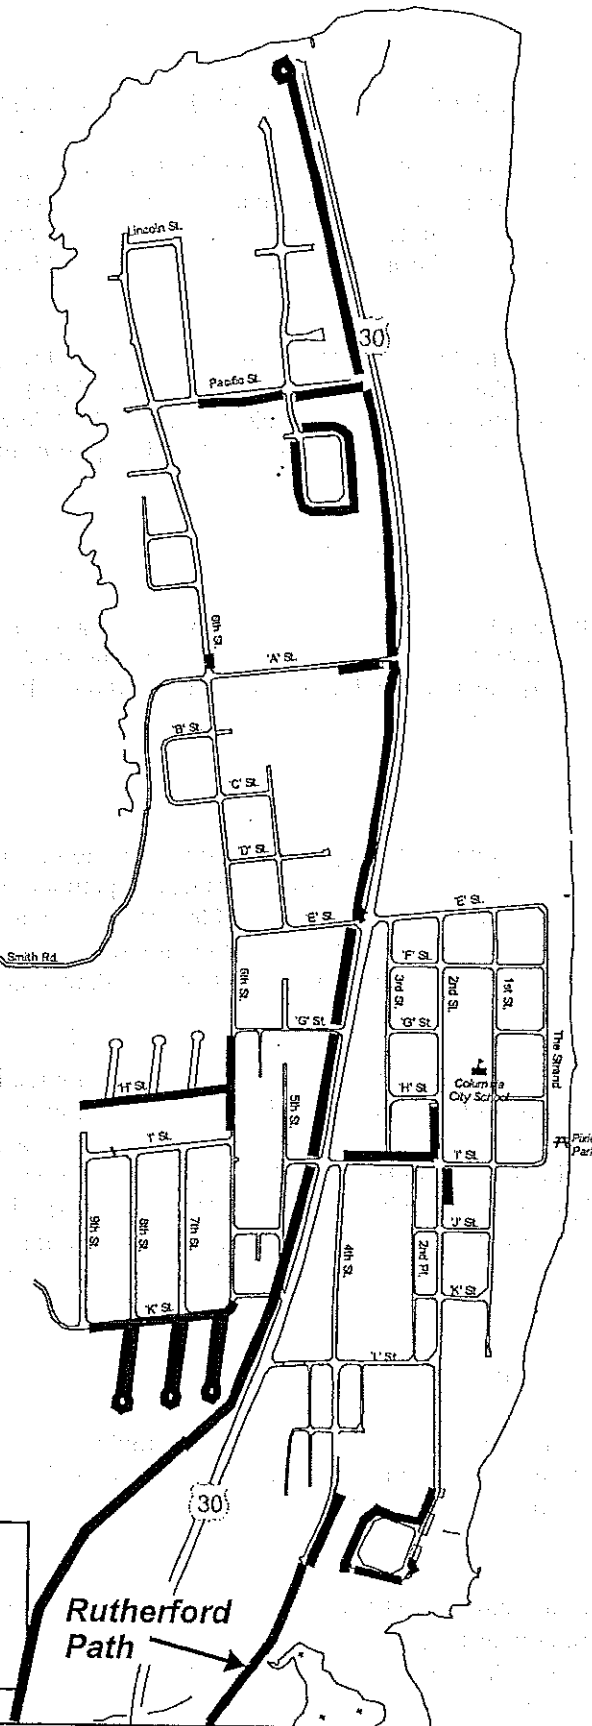 Lincoln St.
30
Pacific St.
6th St.
'A' St.
'B' St.
'C' St.
'D' St.
'E' St.
'E' St.
Smith Rd
'F' St.
6th St.
3rd St.
2nd St.
1st St.
'G' St
'G' St
The Strand
'H' St.
'H' St.
Columbia
City School
5th St.
'I' St.
'I' St.
Pixie
Park
9th St.
8th St.
7th St.
4th St.
2nd Pl.
'J' St.
'K' St.
'K' St.
'L' St
30
Rutherford
Path